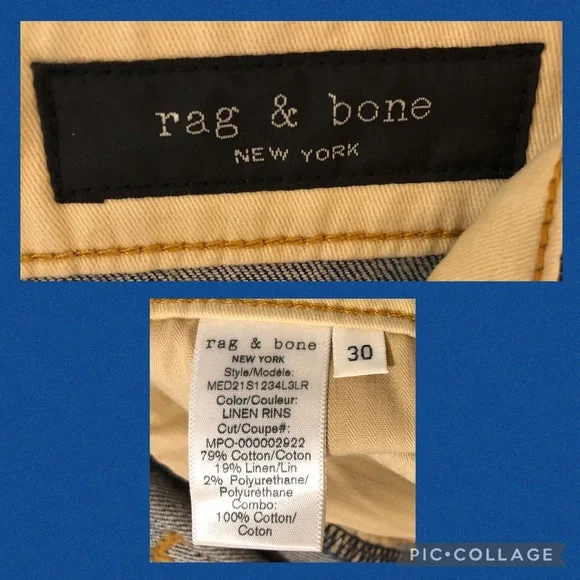 rag & bone
NEW YORK
rag & bone
NEW YORK
Style/Modèle:
MED21S1234L3LR
Color/Couleur:
LINEN RINS
Cut/Coupe#:
MPO-000002922
79% Cotton/Coton
19% Linen/Lin
2% Polyurethane/
Polyurethane
Combo:
100% Cotton/
Coton
30
PIC•COLLAGE